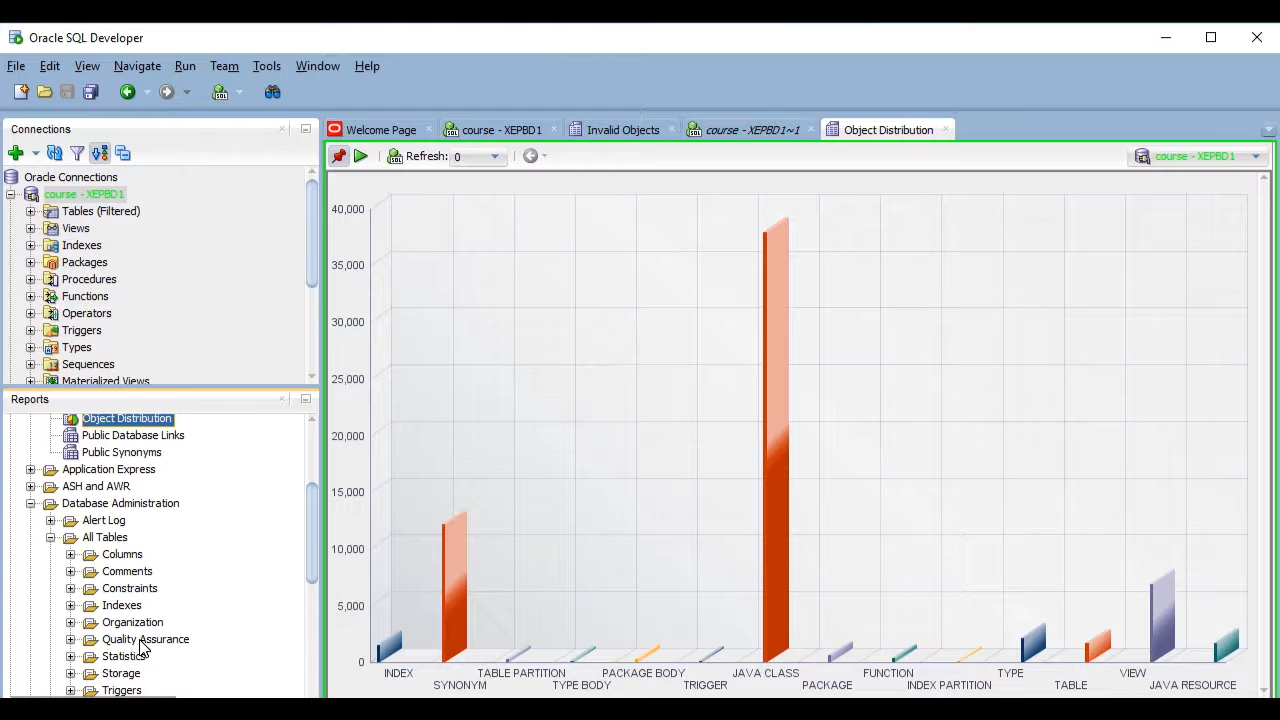 Oracle SQL Developer
File Edit View Navigate Run Team Tools Window Help
Connections
Oracle Connections
course - XEPBD1
Tables (Filtered)
Views
Indexes
Packages
Procedures
Functions
Operators
Triggers
Types
Sequences
Materialized Views
Reports
Object Distribution
Public Database Links
Public Synonyms
Application Express
ASH and AWR
Database Administration
Alert Log
All Tables
Columns
Comments
Constraints
Indexes
Organization
Quality Assurance
Statistics
Storage
Triggers
Welcome Page course - XEPBD1 Invalid Objects course - XEPBD1~1 Object Distribution
SQL Refresh: 0 course - XEPBD1
40,000
35,000
30,000
25,000
20,000
15,000
10,000
5,000
0
INDEX TABLE PARTITION PACKAGE BODY JAVA CLASS FUNCTION TYPE VIEW
SYNONYM TYPE BODY TRIGGER PACKAGE INDEX PARTITION TABLE JAVA RESOURCE